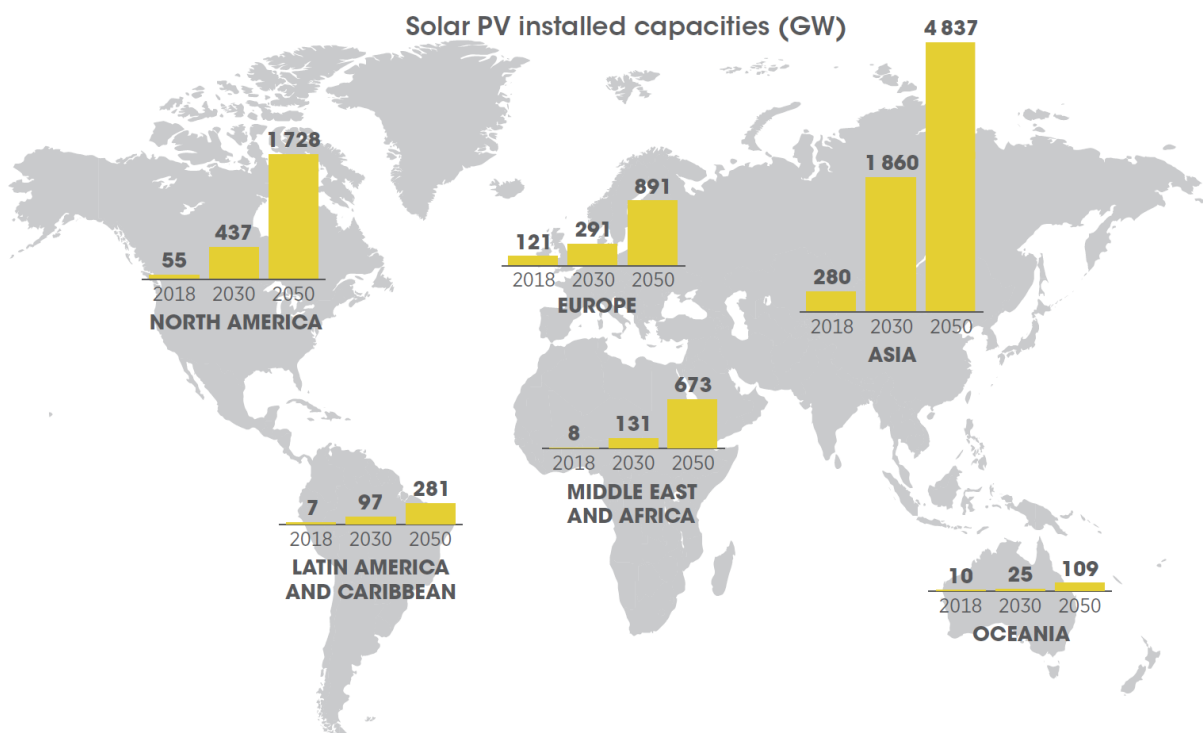 Solar PV installed capacities (GW)
55 437 1 728
2018 2030 2050
NORTH AMERICA
121 291 891
2018 2030 2050
EUROPE
280 1 860 4 837
2018 2030 2050
ASIA
8 131 673
2018 2030 2050
MIDDLE EAST
AND AFRICA
7 97 281
2018 2030 2050
LATIN AMERICA
AND CARIBBEAN
10 25 109
2018 2030 2050
OCEANIA